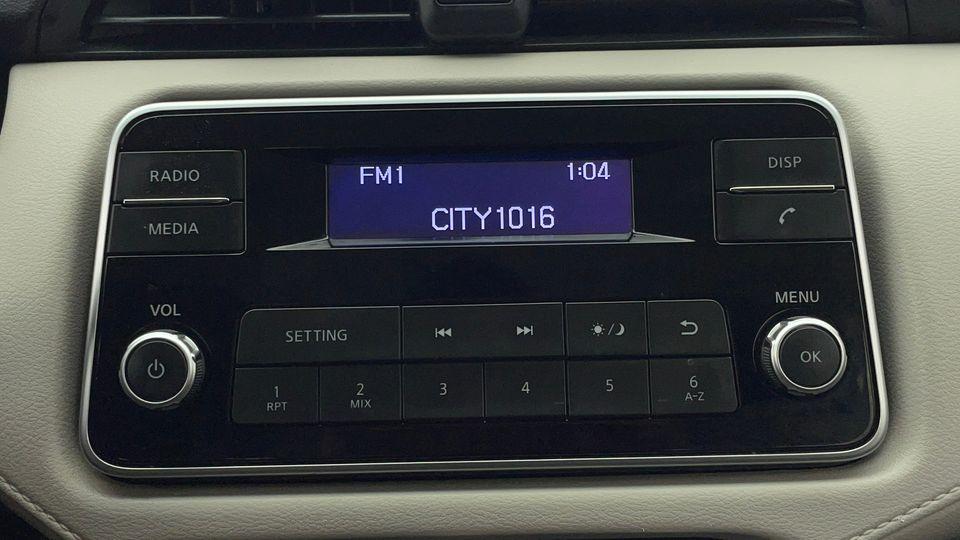 FM1 1:04
CITY1016
RADIO
MEDIA
DISP
VOL
MENU
SETTING
OK
1 RPT
2 MIX
3
4
5
6 A-Z